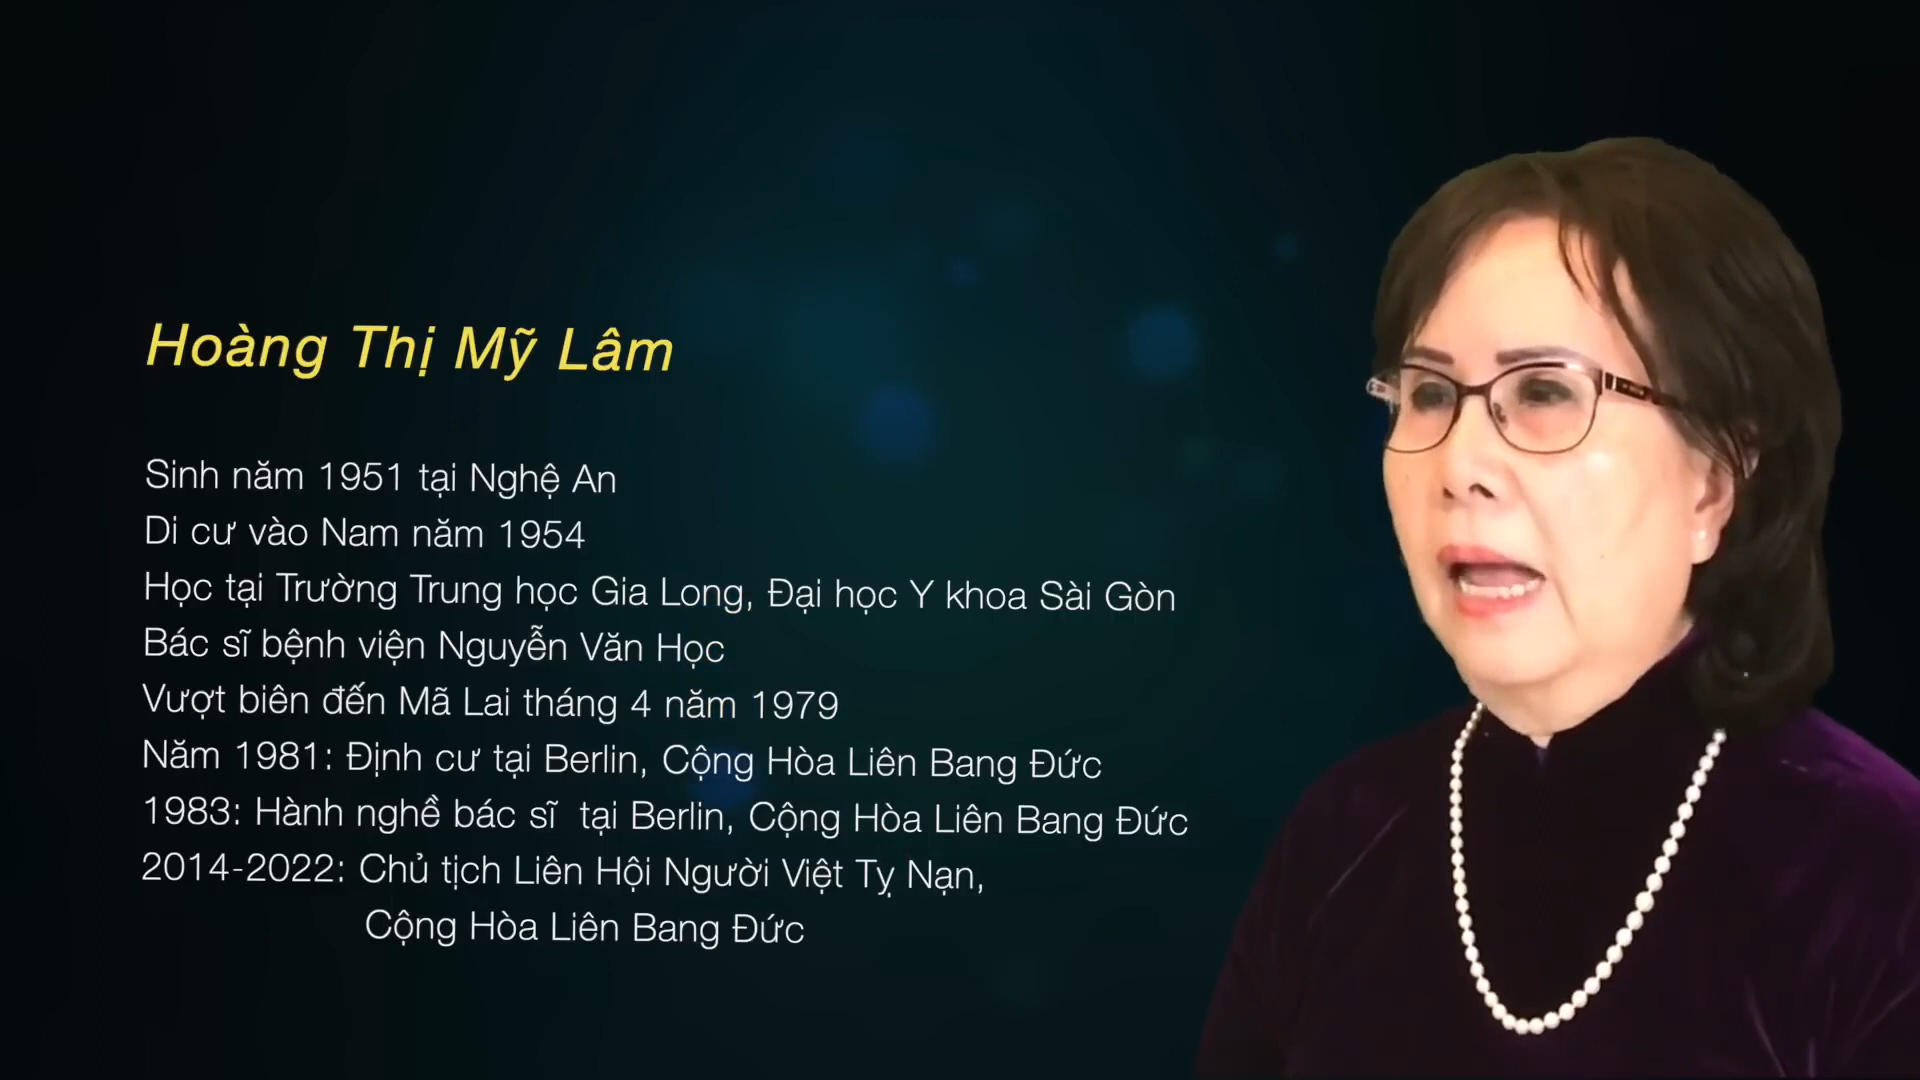 Hoàng Thị Mỹ Lâm
Sinh năm 1951 tại Nghệ An
Di cư vào Nam năm 1954
Học tại Trường Trung học Gia Long, Đại học Y khoa Sài Gòn
Bác sĩ bệnh viện Nguyễn Văn Học
Vượt biên đến Mã Lai tháng 4 năm 1979
Năm 1981: Định cư tại Berlin, Cộng Hòa Liên Bang Đức
1983: Hành nghề bác sĩ tại Berlin, Cộng Hòa Liên Bang Đức
2014-2022: Chủ tịch Liên Hội Người Việt Tỵ Nạn,
Cộng Hòa Liên Bang Đức